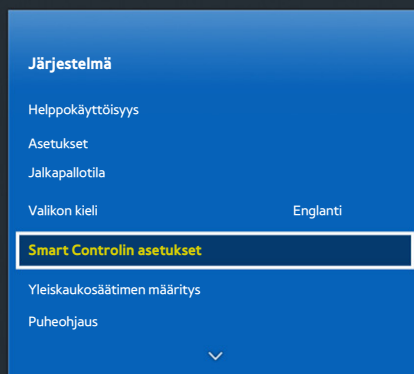 Järjestelmä
Helppokäyttöisyys
Asetukset
Jalkapallotila
Valikon kieli Englanti
Smart Controlin asetukset
Yleiskaukosäätimen määritys
Puheohjaus